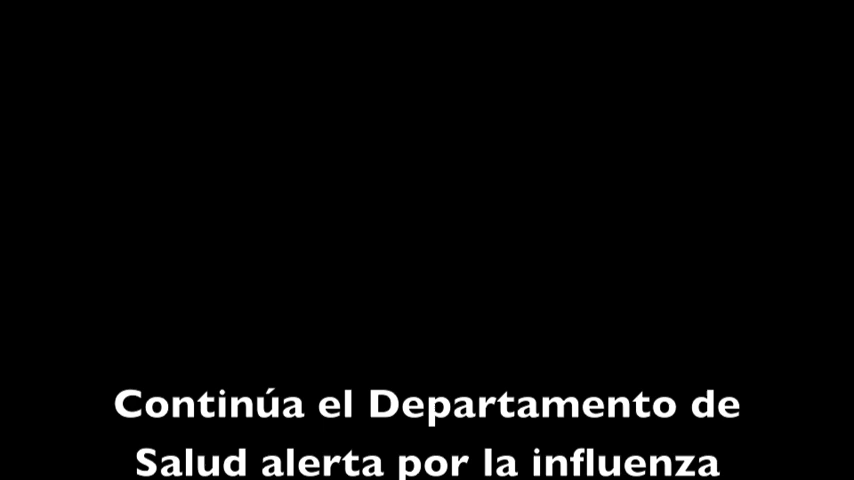 Continúa el Departamento de
Salud alerta por la influenza